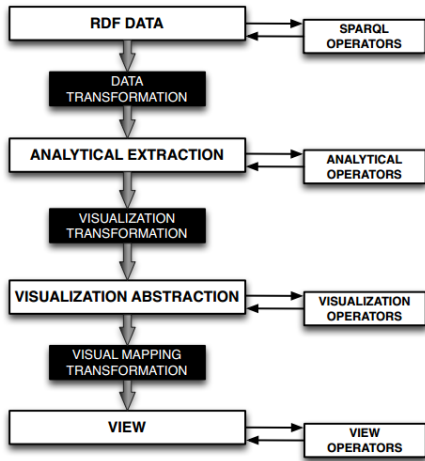 RDF DATA
SPARQL
OPERATORS
DATA
TRANSFORMATION
ANALYTICAL EXTRACTION
ANALYTICAL
OPERATORS
VISUALIZATION
TRANSFORMATION
VISUALIZATION ABSTRACTION
VISUALIZATION
OPERATORS
VISUAL MAPPING
TRANSFORMATION
VIEW
VIEW
OPERATORS